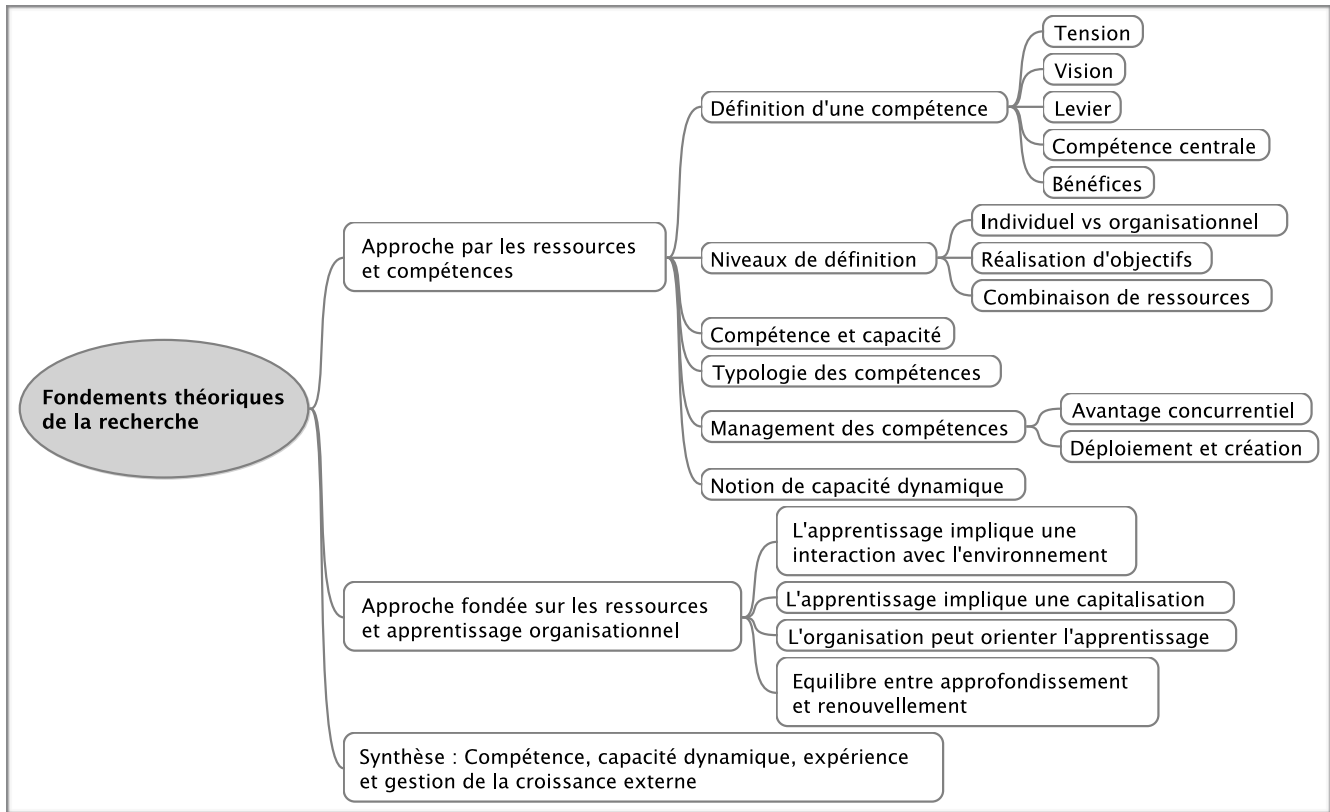 Fondements théoriques
de la recherche
Approche par les ressources
et compétences
Définition d'une compétence
Tension
Vision
Levier
Compétence centrale
Bénéfices
Niveaux de définition
Individuel vs organisationnel
Réalisation d'objectifs
Combinaison de ressources
Compétence et capacité
Typologie des compétences
Management des compétences
Avantage concurrentiel
Déploiement et création
Notion de capacité dynamique
Approche fondée sur les ressources
et apprentissage organisationnel
L'apprentissage implique une
interaction avec l'environnement
L'apprentissage implique une capitalisation
L'organisation peut orienter l'apprentissage
Equilibre entre approfondissement
et renouvellement
Synthèse : Compétence, capacité dynamique, expérience
et gestion de la croissance externe